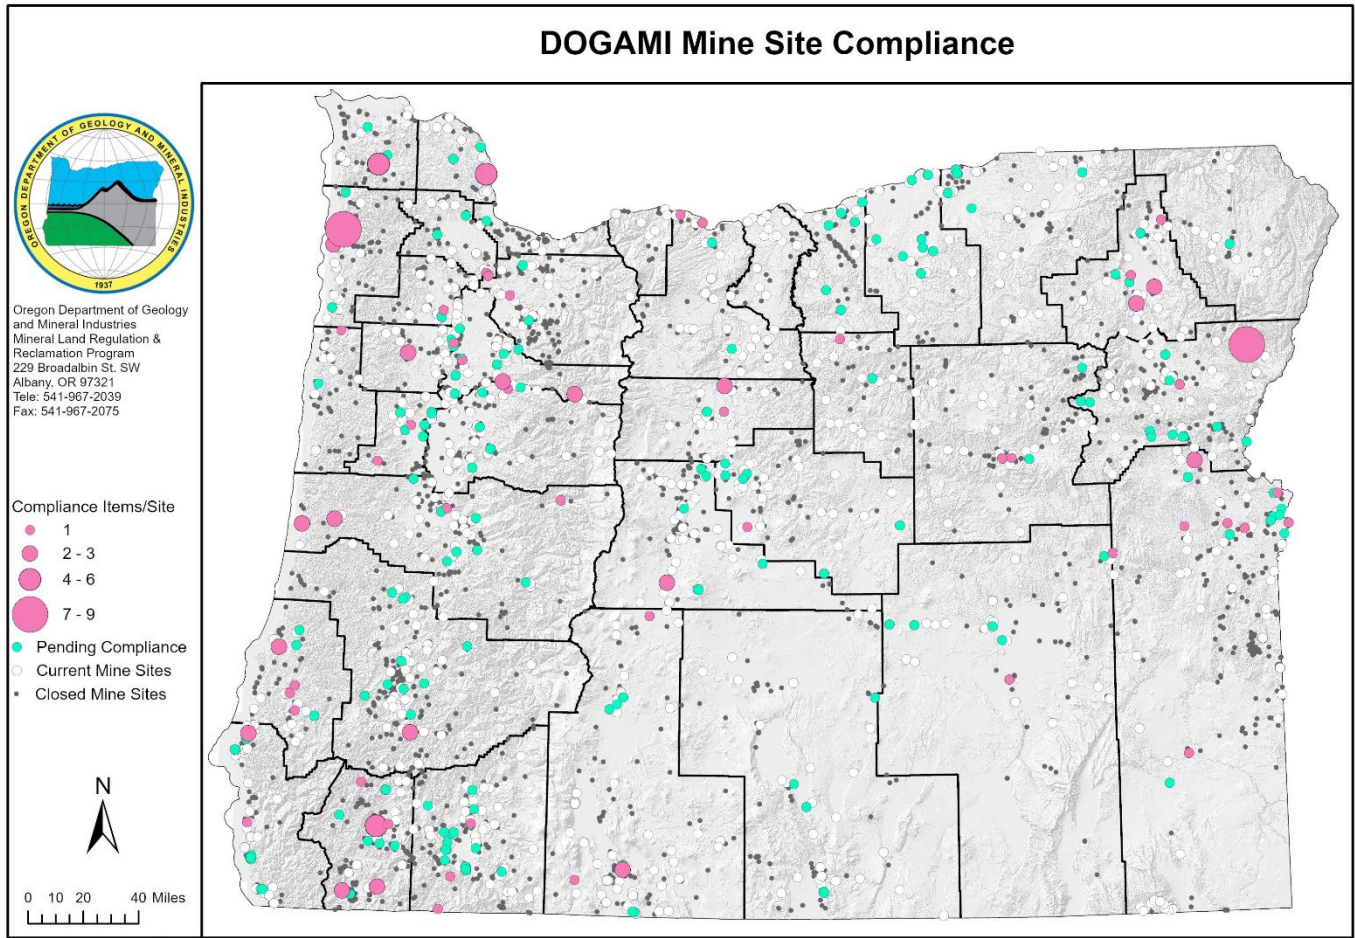 DOGAMI Mine Site Compliance
OREGON DEPARTMENT OF GEOLOGY AND MINERAL INDUSTRIES
1937
Oregon Department of Geology
and Mineral Industries
Mineral Land Regulation &
Reclamation Program
229 Broadalbin St. SW
Albany, OR 97321
Tele: 541-967-2039
Fax: 541-967-2075
Compliance Items/Site
1
2 - 3
4 - 6
7 - 9
Pending Compliance
Current Mine Sites
Closed Mine Sites
N
0 10 20 40 Miles